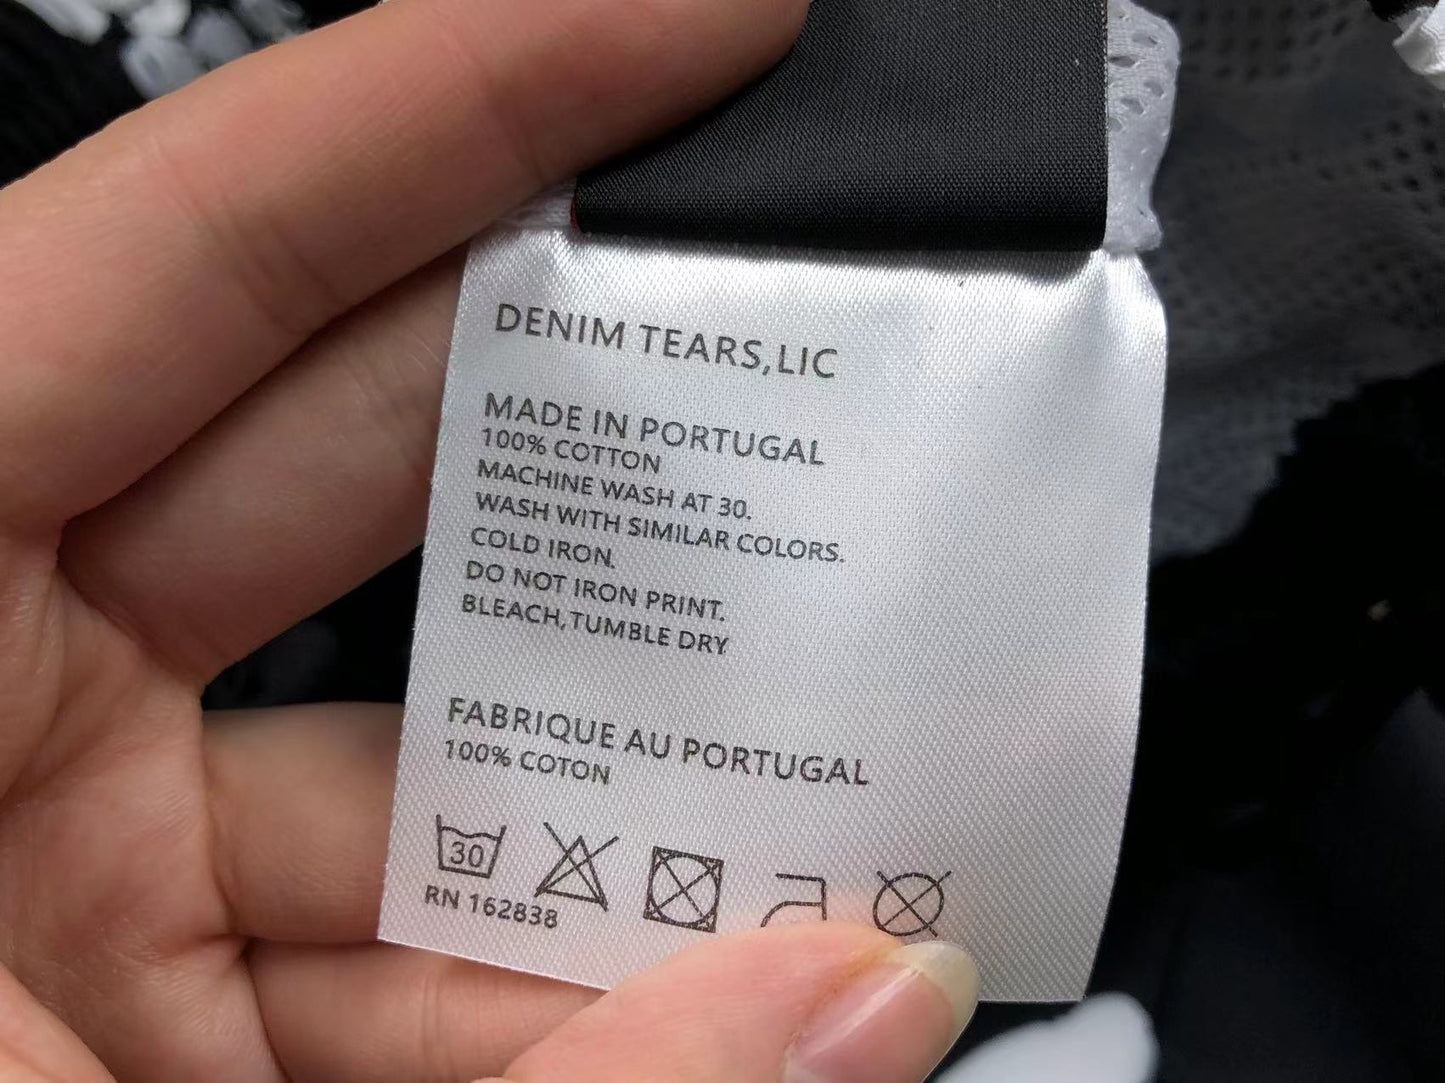 DENIM TEARS,LIC
MADE IN PORTUGAL
100% COTTON
MACHINE WASH AT 30.
WASH WITH SIMILAR COLORS.
COLD IRON.
DO NOT IRON PRINT.
BLEACH,TUMBLE DRY
FABRIQUE AU PORTUGAL
100% COTON
30
RN 162838